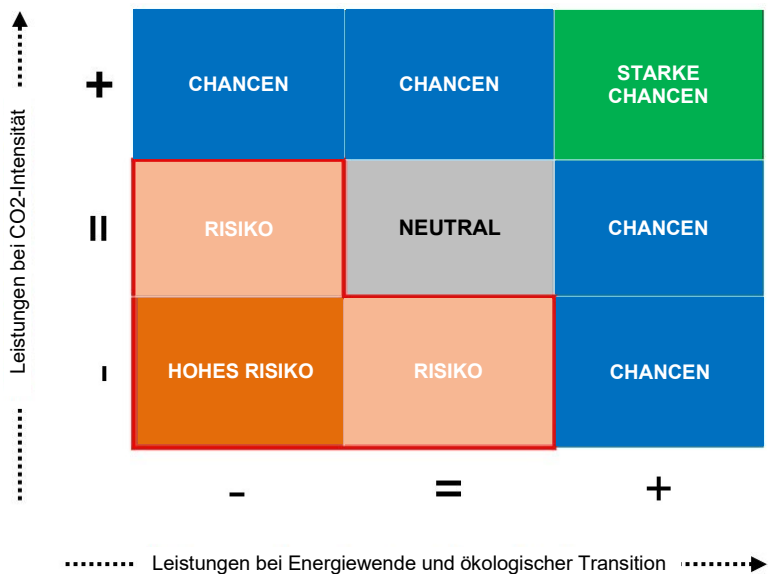 Leistungen bei CO2-Intensität
+
CHANCEN
CHANCEN
STARKE
CHANCEN
=
RISIKO
NEUTRAL
CHANCEN
-
HOHES RISIKO
RISIKO
CHANCEN
-
=
+
Leistungen bei Energiewende und ökologischer Transition